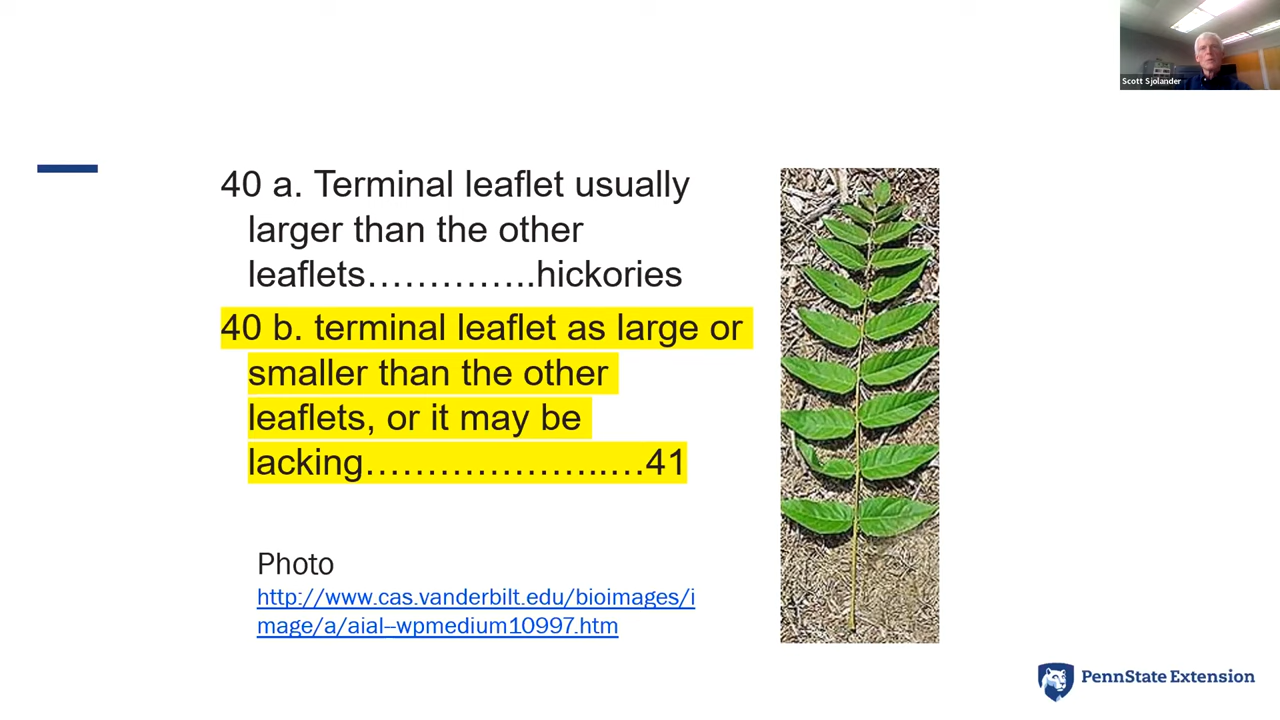 Scott Sjolander
40 a. Terminal leaflet usually
larger than the other
leaflets…………..hickories
40 b. terminal leaflet as large or
smaller than the other
leaflets, or it may be
lacking………………..…41
Photo
http://www.cas.vanderbilt.edu/bioimages/i
mage/a/aial--wpmedium10997.htm
PennState Extension